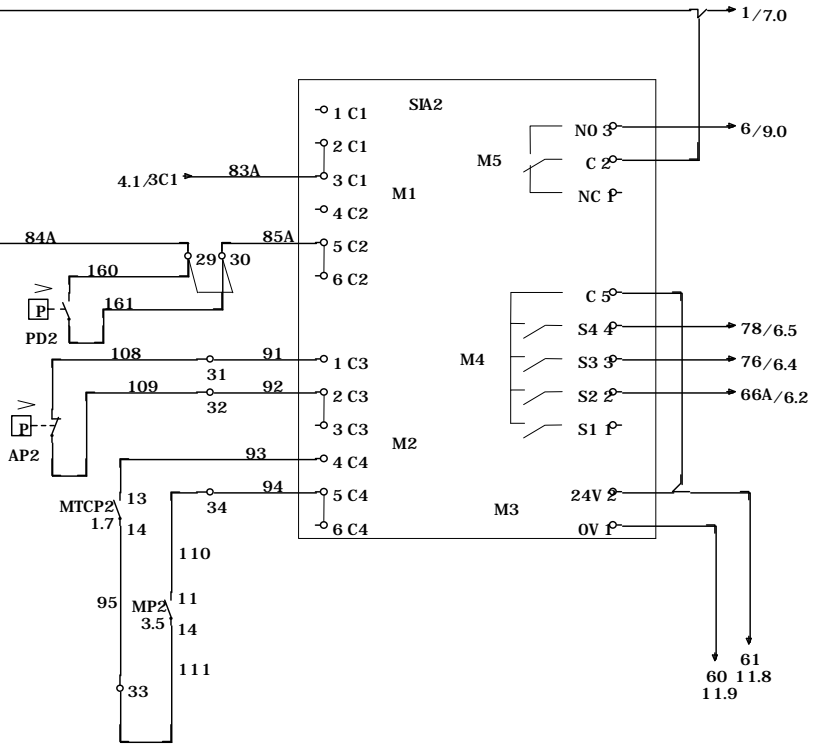 1/7.0
1 C1
SIA2
2 C1
NO 3
6/9.0
M5
C 2
4.1/3C1
83A
3 C1
M1
NC 1
4 C2
84A
85A
5 C2
29
30
160
6 C2
161
C 5
P
PD2
S4 4
78/6.5
108
91
1 C3
M4
S3 3
76/6.4
31
109
92
2 C3
S2 2
66A/6.2
32
P
3 C3
S1 1
AP2
M2
93
4 C4
13
94
5 C4
24V 2
MTCP2
1.7
34
M3
14
6 C4
0V 1
110
95
MP2
3.5
11
14
111
61
11.8
60
11.9
33